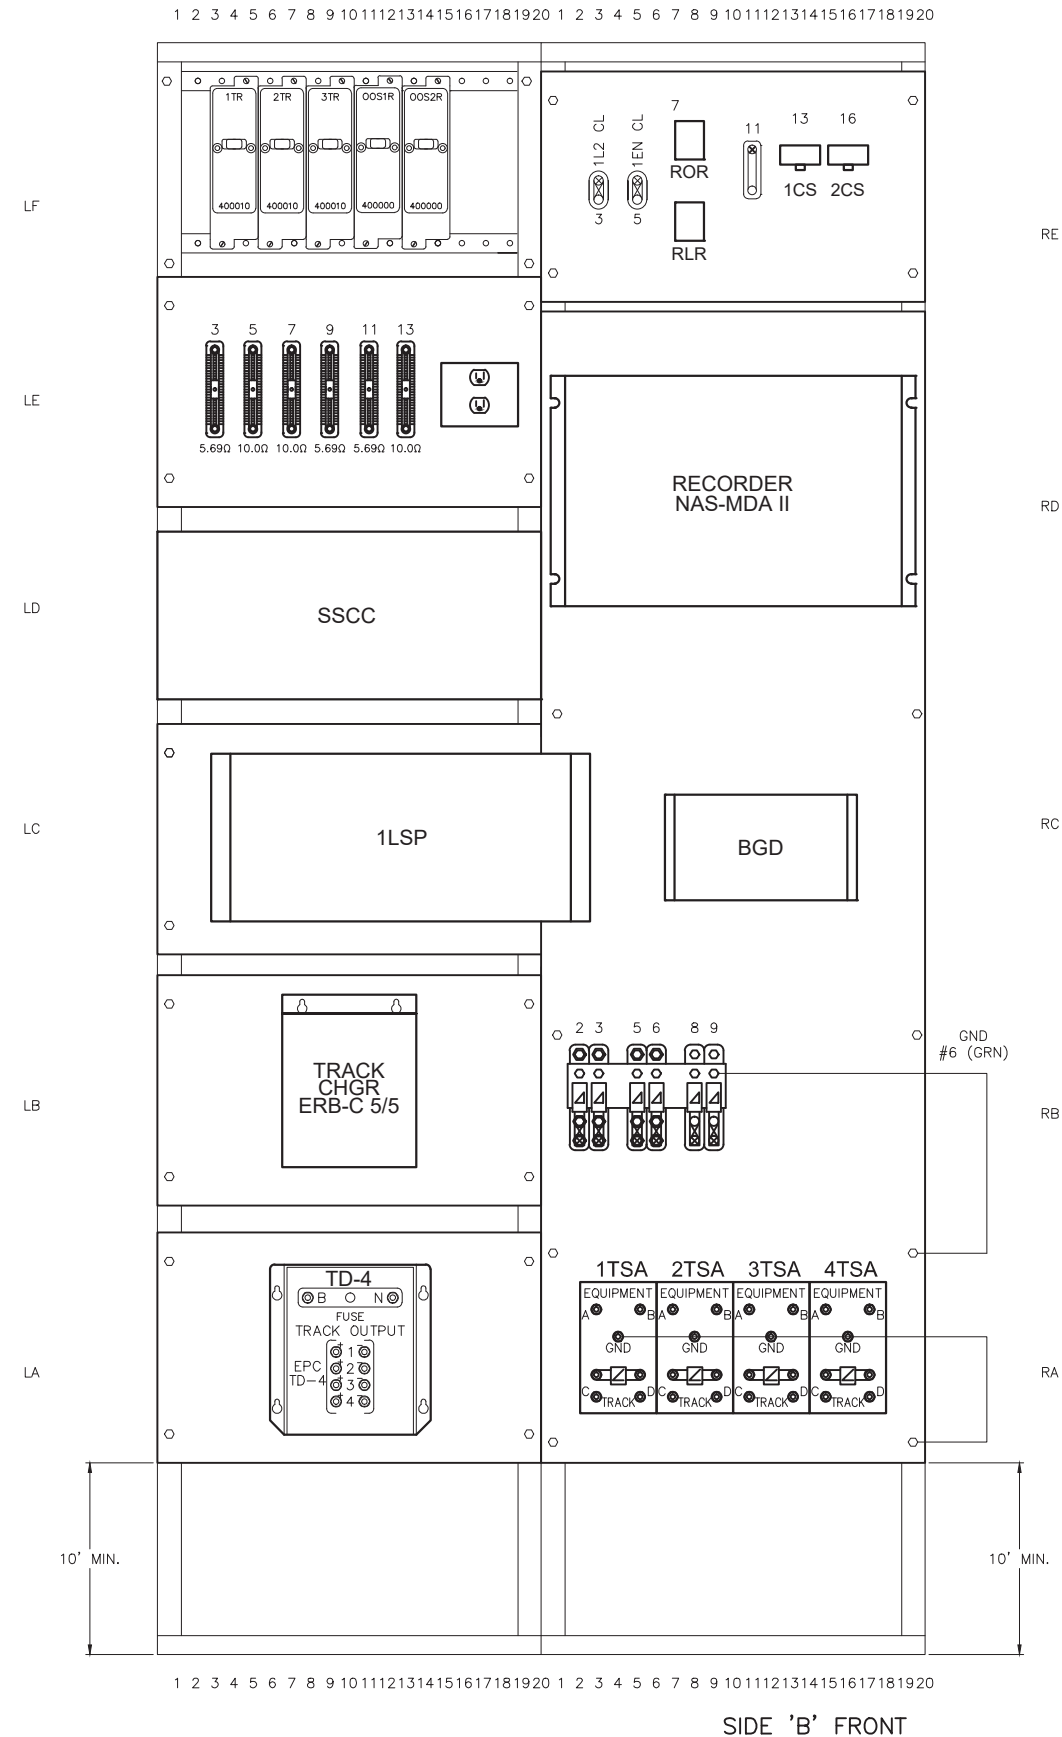 1 2 3 4 5 6 7 8 9 10 11 12 13 14 15 16 17 18 19 20 1 2 3 4 5 6 7 8 9 10 11 12 13 14 15 16 17 18 19 20
1TR 2TR 3TR OOS1R OOS2R
400010 400010 400010 400000 400000
LF
1L2 CL
3
1EN CL
5
7
ROR
RLR
11
13
1CS
16
2CS
RE
3 5 7 9 11 13
5.69Ω 10.0Ω 10.0Ω 5.69Ω 5.69Ω 10.0Ω
LE
RECORDER
NAS-MDA II
RD
SSCC
LD
1LSP
LC
BGD
RC
TRACK
CHGR
ERB-C 5/5
LB
2 3 5 6 8 9
GND
#6 (GRN)
RB
TD-4
B N
FUSE
TRACK OUTPUT
EPC
TD-4
+ 1 -
+ 2 -
+ 3 -
+ 4 -
LA
1TSA 2TSA 3TSA 4TSA
EQUIPMENT EQUIPMENT EQUIPMENT EQUIPMENT
A B A B A B A B
GND GND GND GND
C D C D C D C D
TRACK TRACK TRACK TRACK
RA
10' MIN.
10' MIN.
1 2 3 4 5 6 7 8 9 10 11 12 13 14 15 16 17 18 19 20 1 2 3 4 5 6 7 8 9 10 11 12 13 14 15 16 17 18 19 20
SIDE 'B' FRONT